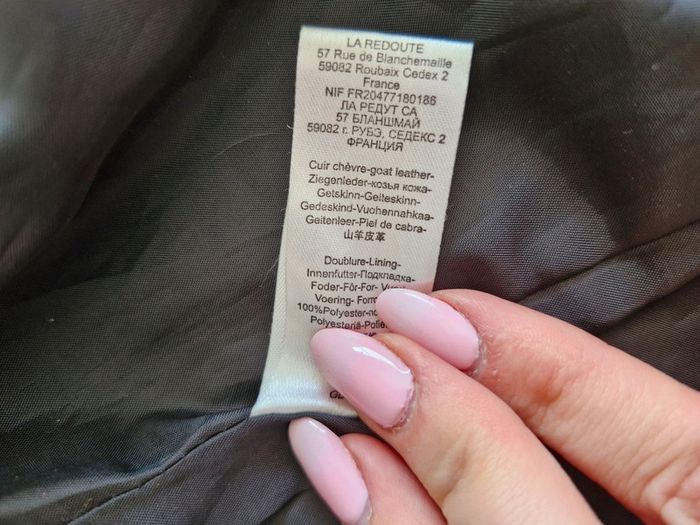 LA REDOUTE
57 Rue de Blanchemaille
59082 Roubaix Cedex 2
France
NIF FR20477180186
ЛА РЕДУТ СА
57 БЛАНШМАЙ
59082 г. РУБЭ, СЕДЕКС 2
ФРАНЦИЯ
Cuir chèvre-goat leather-
Ziegenleder-козья кожа-
Getskinn-Geiteskinn-
Gedeskind-Vuohennahkaa-
Geitenleer-Piel de cabra-
山羊皮革
Doublure-Lining-
Innenfutter-Подкладка-
Foder-Fôr-For-
Voering-
100%Polyester-
Polyesteriä-